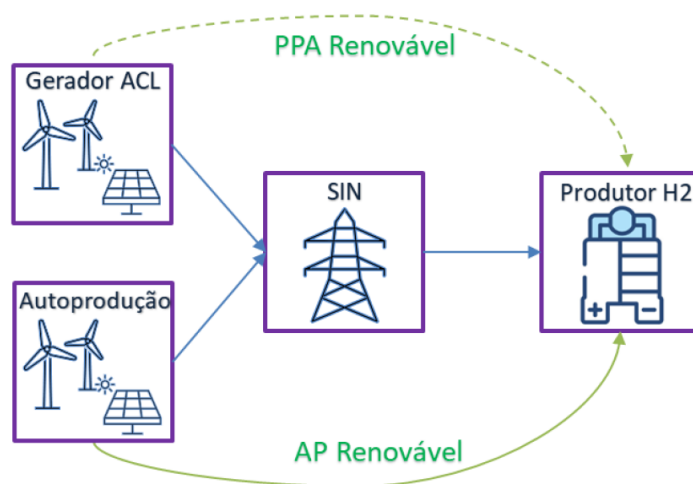 PPA Renovável
Gerador ACL
SIN
Produtor H2
Autoprodução
AP Renovável